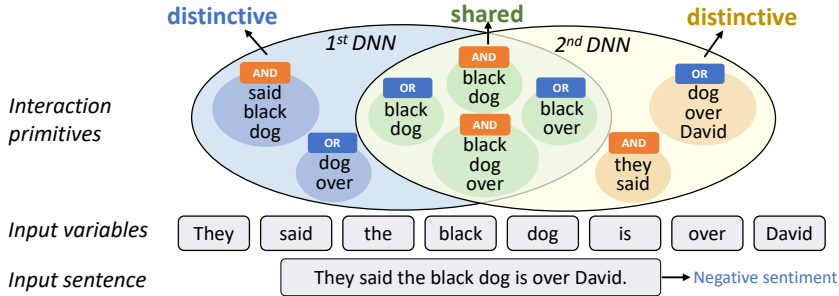 distinctive shared distinctive
1st DNN 2nd DNN
Interaction
primitives
AND
said
black
dog
OR
dog
over
OR
black
dog
AND
black
dog
AND
black
dog
over
OR
black
over
AND
they
said
OR
dog
over
David
Input variables They said the black dog is over David
Input sentence They said the black dog is over David. Negative sentiment